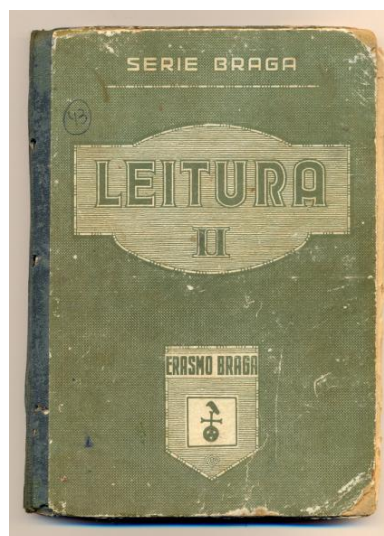 SERIE BRAGA
43
LEITURA
II
ERASMO BRAGA